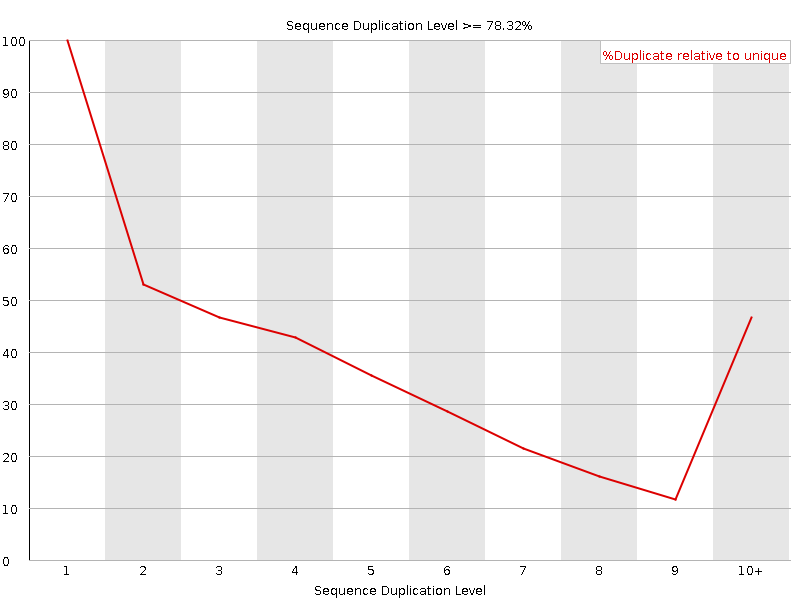 Sequence Duplication Level >= 78.32%
%Duplicate relative to unique
100
90
80
70
60
50
40
30
20
10
0
1 2 3 4 5 6 7 8 9 10+
Sequence Duplication Level